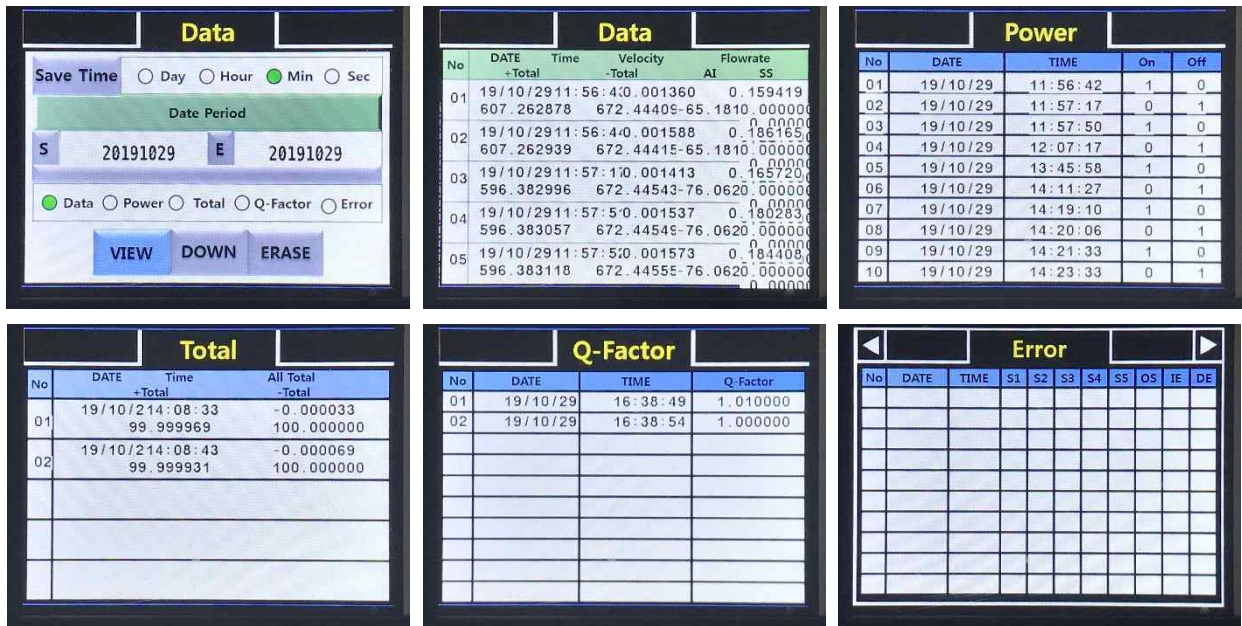 Data
Save Time Day Hour Min Sec
Date Period
S 20191029 E 20191029
Data Power Total Q-Factor Error
VIEW DOWN ERASE
Data
No DATE Time Velocity Flowrate
+Total -Total AI SS
01 19/10/2911:56:4:0.001360 0.159419
607.262878 672.44409-65.1810.000000
0.00000
02 19/10/2911:56:4:0.001588 0.186165
607.262939 672.44415-65.1810.000000
0.00000
03 19/10/2911:57:1:0.001413 0.165720
596.382996 672.44543-76.0620.000000
0.00000
04 19/10/2911:57:5:0.001537 0.180283
596.383057 672.44549-76.0620.000000
0.00000
05 19/10/2911:57:5:0.001573 0.184408
596.383118 672.44555-76.0620.000000
0.00000
Power
No DATE TIME On Off
01 19/10/29 11:56:42 1 0
02 19/10/29 11:57:17 0 1
03 19/10/29 11:57:50 1 0
04 19/10/29 12:07:17 0 1
05 19/10/29 13:45:58 1 0
06 19/10/29 14:11:27 0 1
07 19/10/29 14:19:10 1 0
08 19/10/29 14:20:06 0 1
09 19/10/29 14:21:33 1 0
10 19/10/29 14:23:33 0 1
Total
No DATE Time All Total
+Total -Total
01 19/10/214:08:33 -0.000033
99.999969 100.000000
02 19/10/214:08:43 -0.000069
99.999931 100.000000
Q-Factor
No DATE TIME Q-Factor
01 19/10/29 16:38:49 1.010000
02 19/10/29 16:38:54 1.000000
Error
No DATE TIME S1 S2 S3 S4 S5 OS IE DE